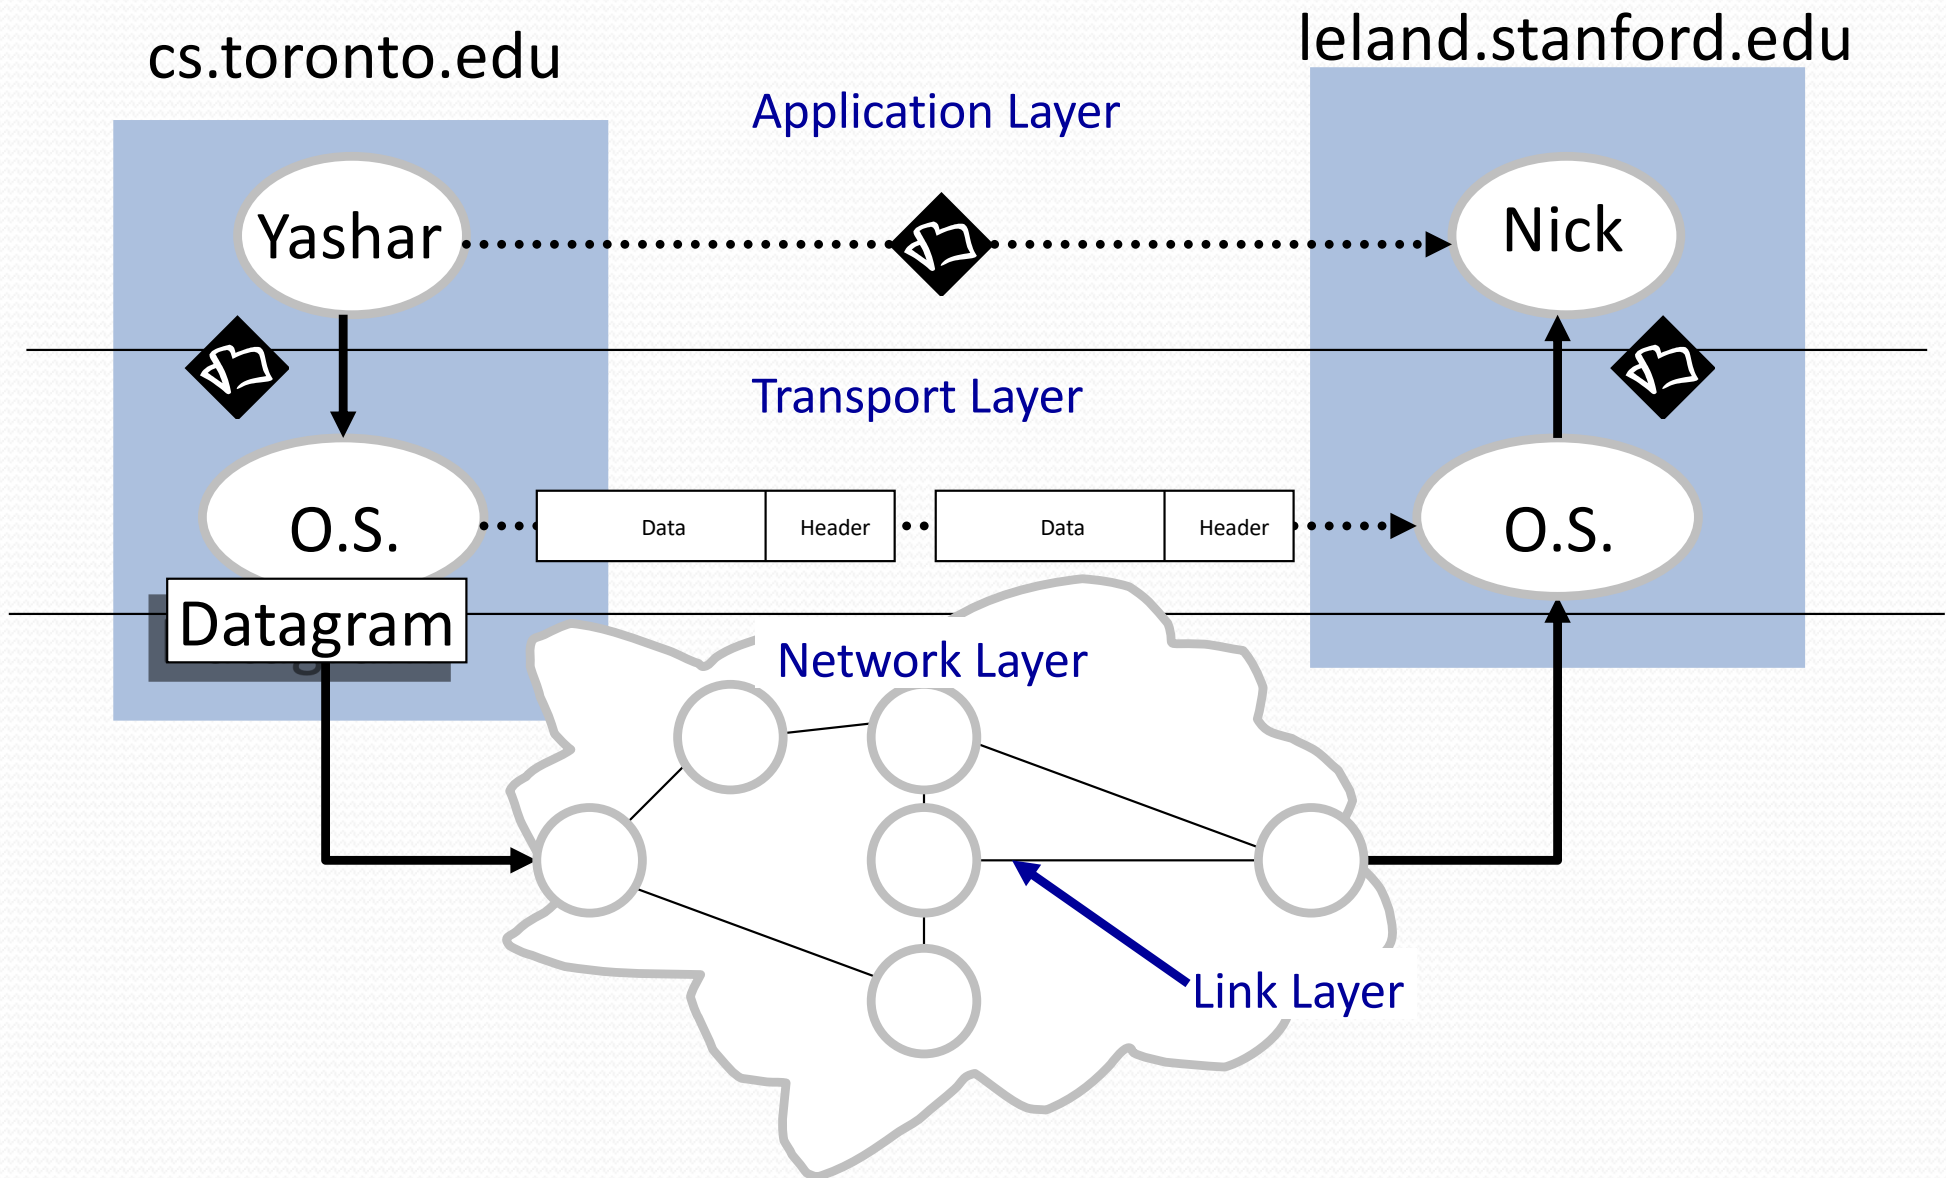 cs.toronto.edu
leland.stanford.edu
Application Layer
Yashar
Nick
Transport Layer
O.S.
Data
Header
Data
Header
O.S.
Datagram
Network Layer
Link Layer